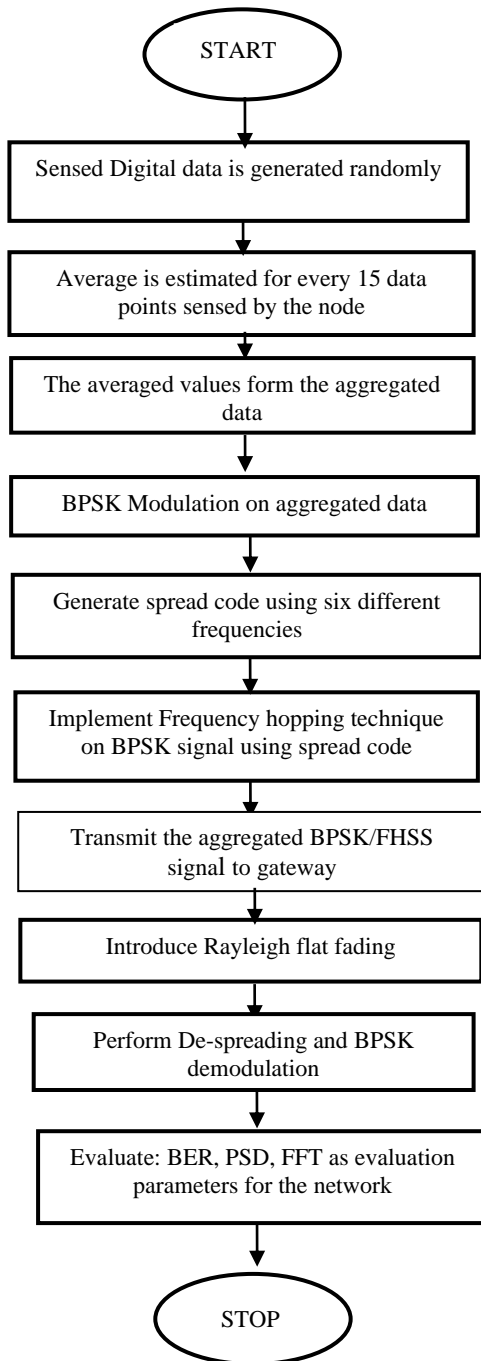 START
Sensed Digital data is generated randomly
Average is estimated for every 15 data
points sensed by the node
The averaged values form the aggregated
data
BPSK Modulation on aggregated data
Generate spread code using six different
frequencies
Implement Frequency hopping technique
on BPSK signal using spread code
Transmit the aggregated BPSK/FHSS
signal to gateway
Introduce Rayleigh flat fading
Perform De-spreading and BPSK
demodulation
Evaluate: BER, PSD, FFT as evaluation
parameters for the network
STOP